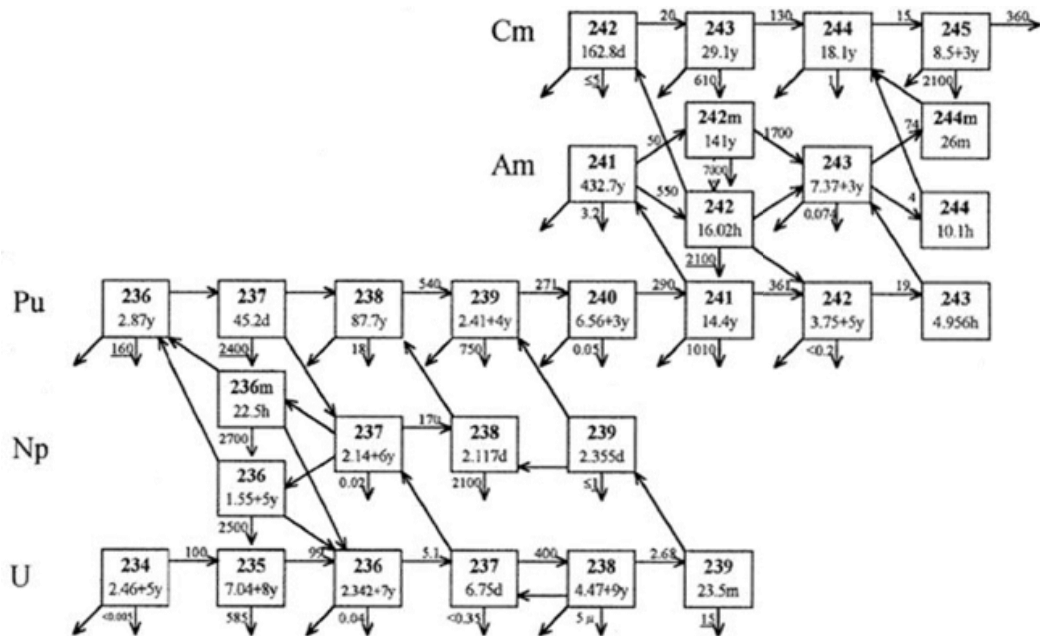 Cm
242
162.8d
20
243
29.1y
130
244
18.1y
15
245
8.5+3y
360
≤5
610
1
2100
242m
141y
50
1700
244m
26m
74
Am
241
432.7y
550
7000
243
7.37+3y
242
16.02h
244
10.1h
4
3.2
0.074
2100
Pu
236
2.87y
237
45.2d
238
87.7y
540
239
2.41+4y
271
240
6.56+3y
290
241
14.4y
361
242
3.75+5y
19
243
4.956h
160
2400
18
750
0.05
1010
<0.2
236m
22.5h
2700
Np
237
2.14+6y
170
238
2.117d
239
2.355d
236
1.55+5y
0.02
2100
≤1
2500
U
234
2.46+5y
100
235
7.04+8y
99
236
2.342+7y
5.1
237
6.75d
400
238
4.47+9y
2.68
239
23.5m
<0.005
585
0.04
<0.35
5 μ
15